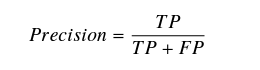 Precision = TP / TP + FP